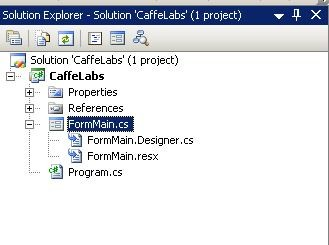 Solution Explorer - Solution 'CaffeLabs' (1 project)
Solution 'CaffeLabs' (1 project)
CaffeLabs
Properties
References
FormMain.cs
FormMain.Designer.cs
FormMain.resx
Program.cs